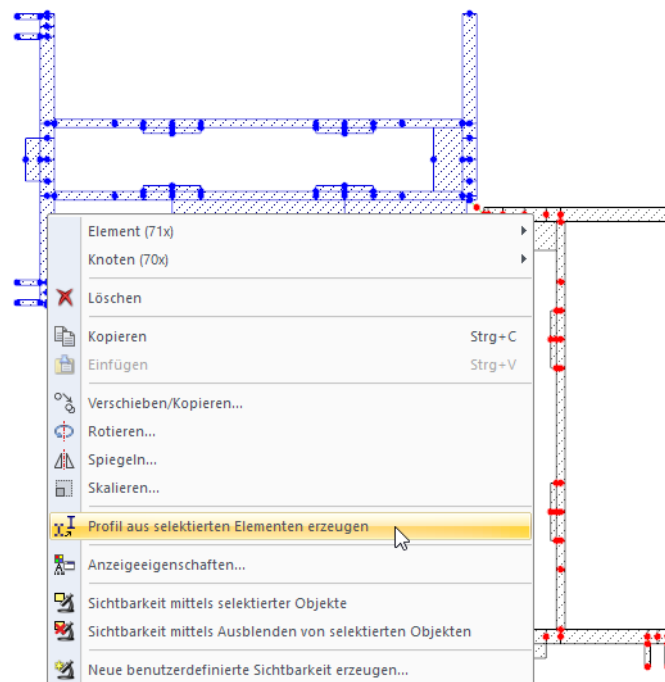 Element (71x)
Knoten (70x)
Löschen
Kopieren Strg+C
Einfügen Strg+V
Verschieben/Kopieren...
Rotieren...
Spiegeln...
Skalieren...
Profil aus selektierten Elementen erzeugen
Anzeigeeigenschaften...
Sichtbarkeit mittels selektierter Objekte
Sichtbarkeit mittels Ausblenden von selektierten Objekten
Neue benutzerdefinierte Sichtbarkeit erzeugen...